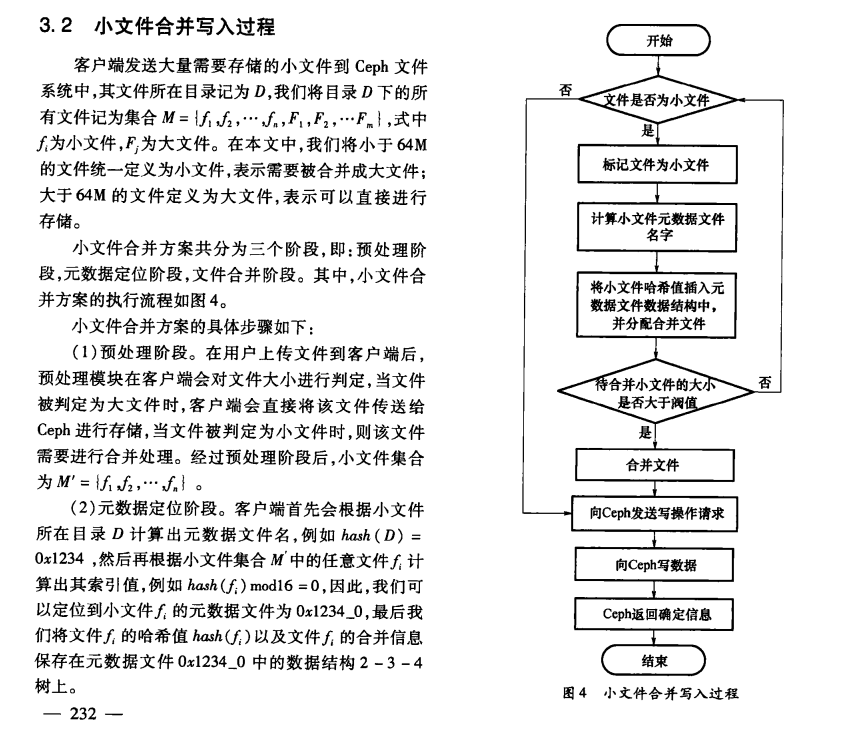 3.2 小文件合并写入过程
客户端发送大量需要存储的小文件到 Ceph 文件
系统中,其文件所在目录记为 D,我们将目录 D 下的所
有文件记为集合 M = {f₁,f₂,…,fₙ,F₁,F₂,…Fₘ},式中
fᵢ为小文件,Fⱼ为大文件。在本文中,我们将小于 64M
的文件统一定义为小文件,表示需要被合并成大文件;
大于 64M 的文件定义为大文件,表示可以直接进行
存储。
小文件合并方案共分为三个阶段,即:预处理阶
段,元数据定位阶段,文件合并阶段。其中,小文件合
并方案的执行流程如图 4。
小文件合并方案的具体步骤如下:
(1)预处理阶段。在用户上传文件到客户端后,
预处理模块在客户端会对文件大小进行判定,当文件
被判定为大文件时,客户端会直接将该文件传送给
Ceph 进行存储,当文件被判定为小文件时,则该文件
需要进行合并处理。经过预处理阶段后,小文件集合
为 M′ = {f₁,f₂,…,fₙ} 。
(2)元数据定位阶段。客户端首先会根据小文件
所在目录 D 计算出元数据文件名,例如 hash(D) =
0x1234 ,然后再根据小文件集合 M′中的任意文件fᵢ 计
算出其索引值,例如 hash(fᵢ) mod16 = 0,因此,我们可
以定位到小文件fᵢ 的元数据文件为 0x1234_0,最后我
们将文件fᵢ 的哈希值 hash(fᵢ)以及文件fᵢ 的合并信息
保存在元数据文件 0x1234_0 中的数据结构 2 - 3 - 4
树上。
— 232 —
开始
否
文件是否为小文件
是
标记文件为小文件
计算小文件元数据文件
名字
将小文件哈希值插入元
数据文件数据结构中,
并分配合并文件
待合并小文件的大小
是否大于阀值
否
是
合并文件
向Ceph发送写操作请求
向Ceph写数据
Ceph返回确定信息
结束
图 4 小文件合并写入过程